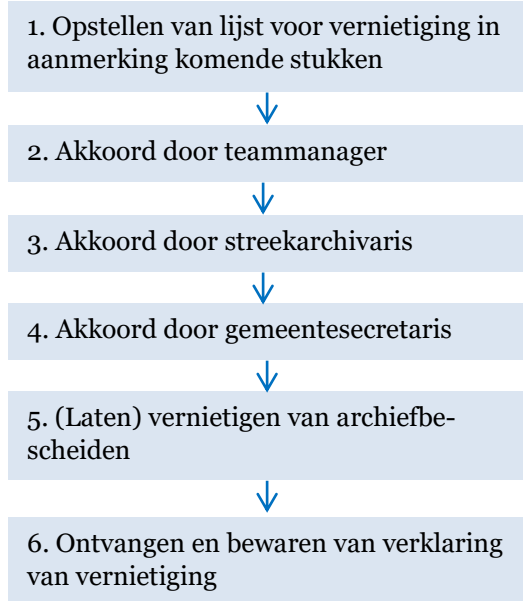 1. Opstellen van lijst voor vernietiging in
aanmerking komende stukken
2. Akkoord door teammanager
3. Akkoord door streekarchivaris
4. Akkoord door gemeentesecretaris
5. (Laten) vernietigen van archiefbe-
scheiden
6. Ontvangen en bewaren van verklaring
van vernietiging